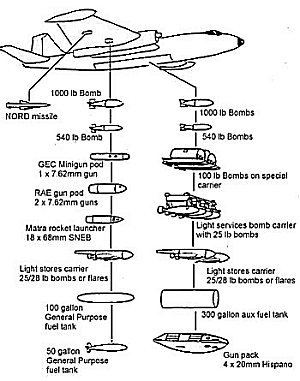 1000 lb Bomb
1000 lb Bombs
NORD missile
540 lb Bomb
540 lb Bombs
GEC Minigun pod
1 x 7.62mm gun
100 lb Bombs on special
carrier
RAE gun pod
2 x 7.62mm guns
Matra rocket launcher
18 x 68mm SNEB
Light services bomb carrier
with 25 lb bombs
Light stores carrier
25/28 lb bombs or flares
Light stores carrier
25/28 lb bombs or flares
100 gallon
General Purpose
fuel tank
300 gallon aux fuel tank
50 gallon
General Purpose
fuel tank
Gun pack
4 x 20mm Hispano